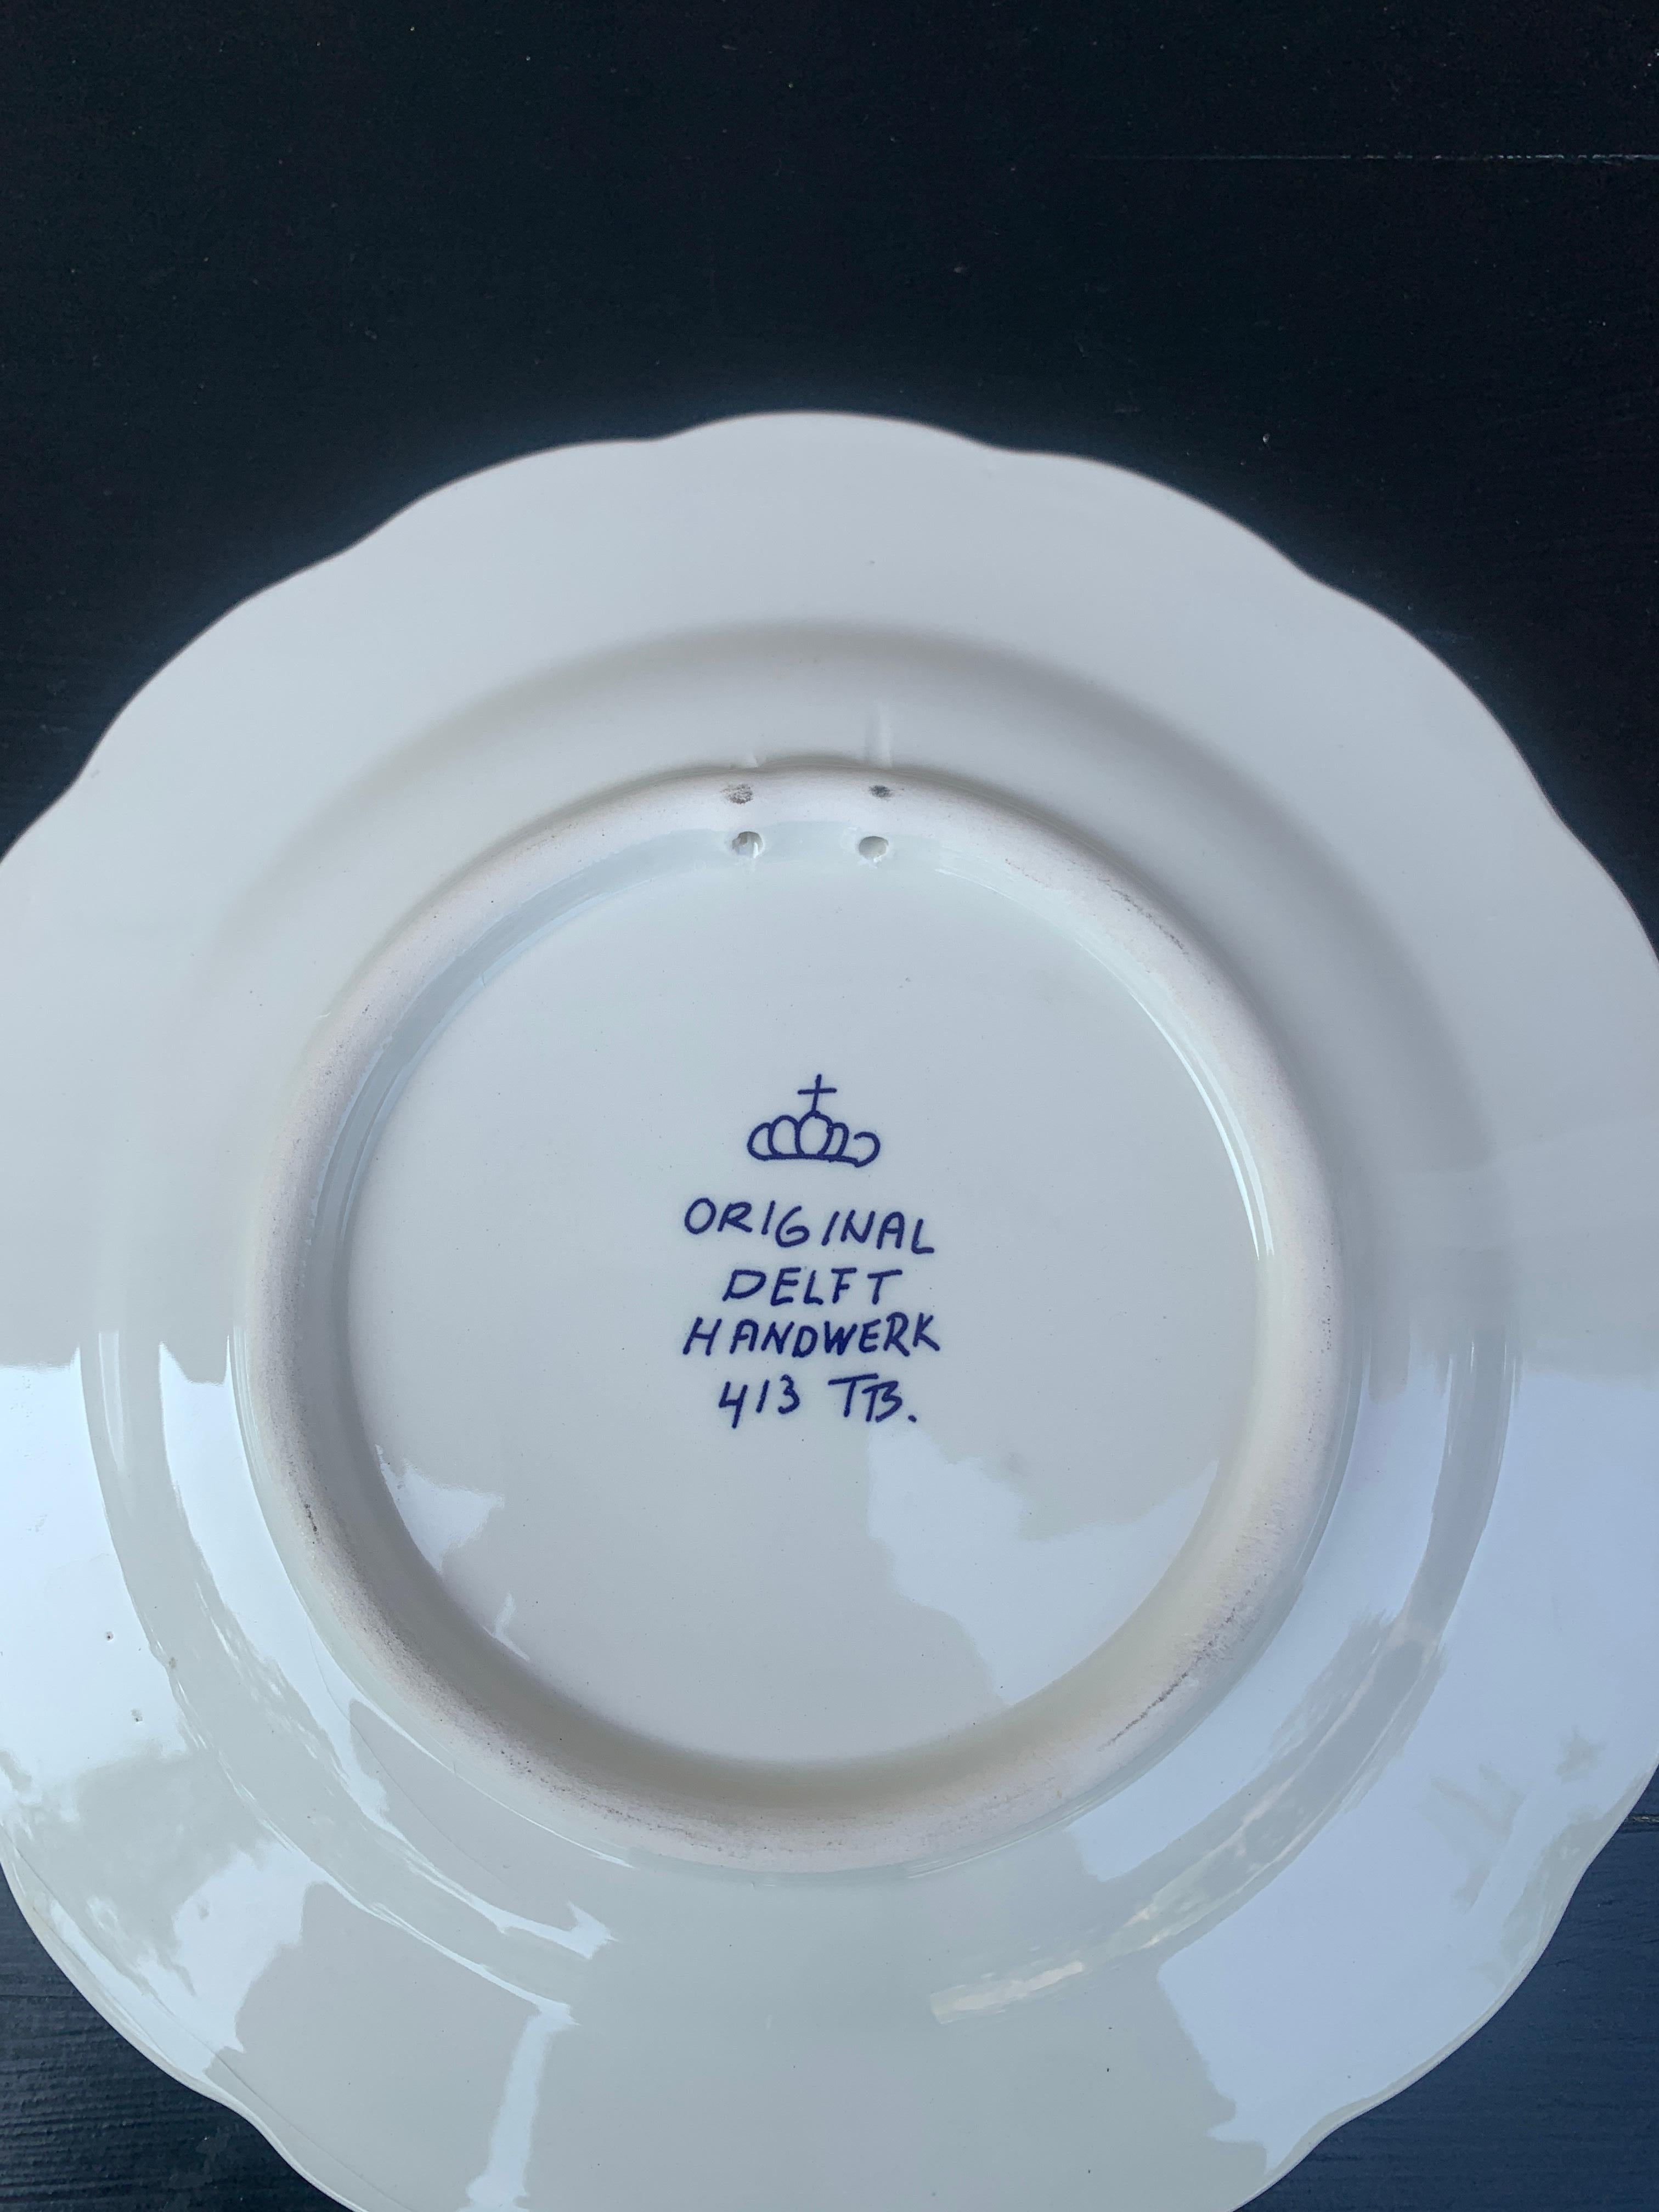 ORIGINAL
DELFT
HANDWERK
413 TB.